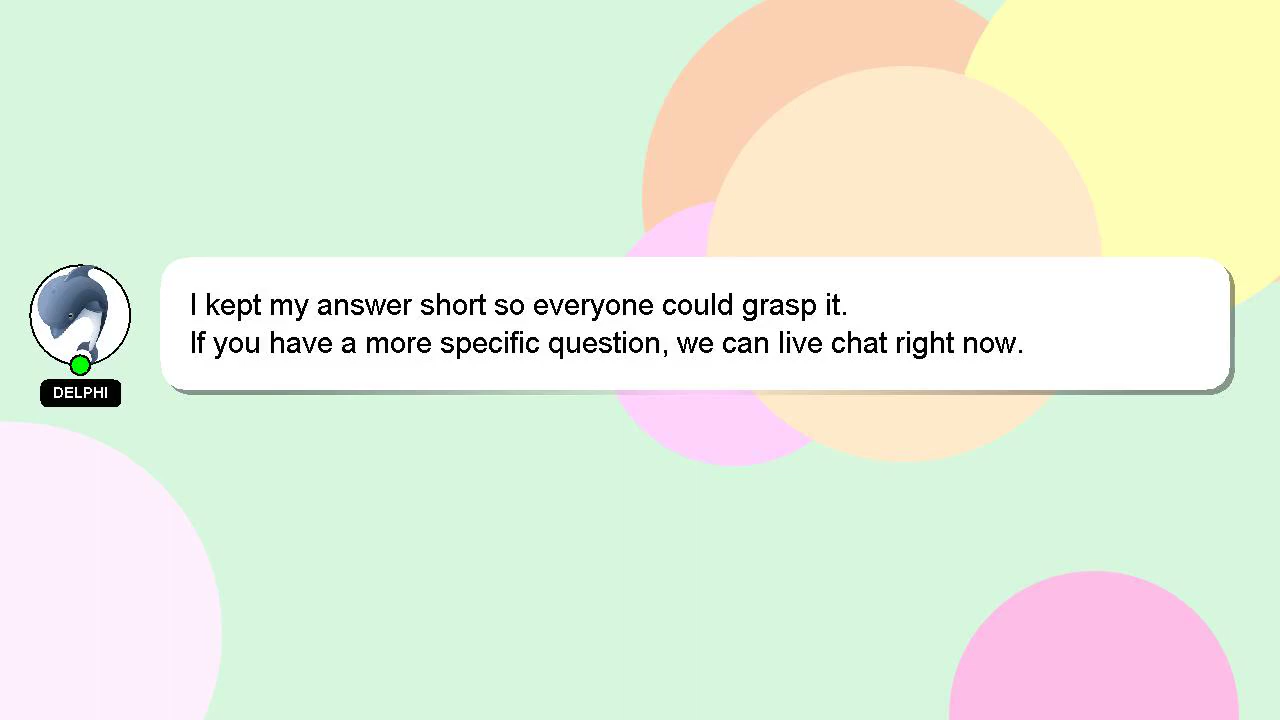 I kept my answer short so everyone could grasp it.
If you have a more specific question, we can live chat right now.
DELPHI